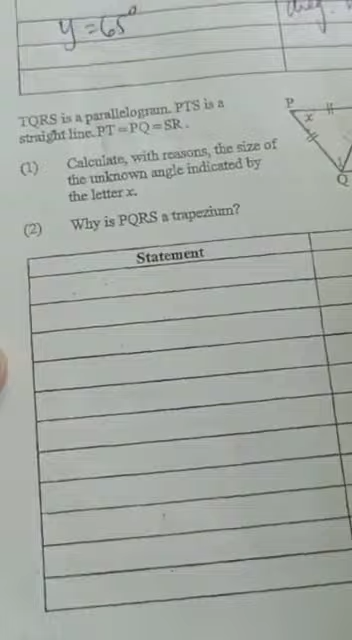 y = 65°
TQRS is a parallelogram. PTS is a
straight line. PT = PQ = SR.
(1) Calculate, with reasons, the size of
the unknown angle indicated by
the letter x.
(2) Why is PQRS a trapezium?
P
x
1
Q
Statement